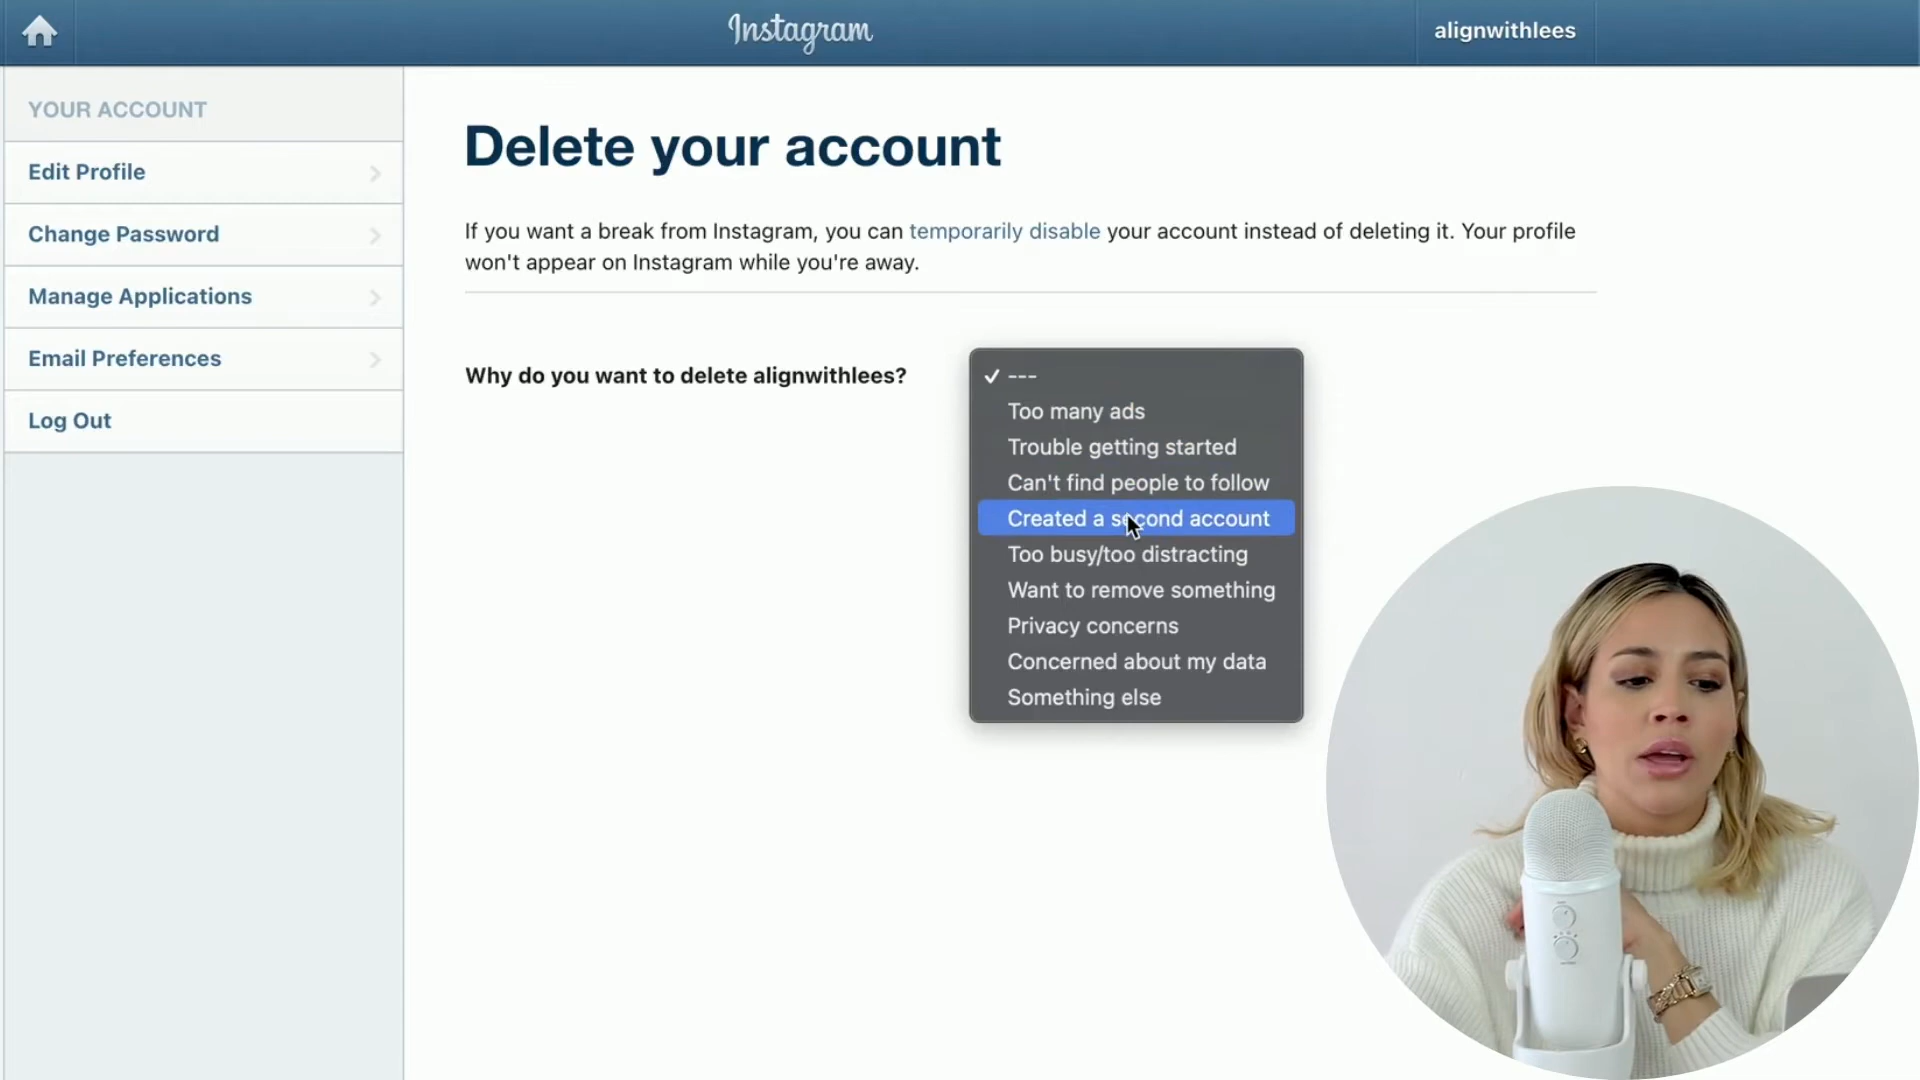 Instagram
alignwithlees
YOUR ACCOUNT
Edit Profile
Change Password
Manage Applications
Email Preferences
Log Out
Delete your account
If you want a break from Instagram, you can temporarily disable your account instead of deleting it. Your profile
won't appear on Instagram while you're away.
Why do you want to delete alignwithlees?
✓ ---
Too many ads
Trouble getting started
Can't find people to follow
Created a second account
Too busy/too distracting
Want to remove something
Privacy concerns
Concerned about my data
Something else